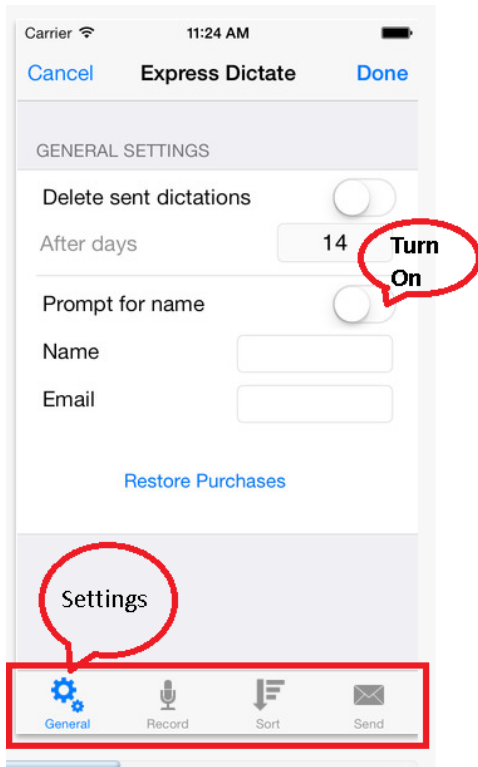 Carrier 11:24 AM
Cancel Express Dictate Done
GENERAL SETTINGS
Delete sent dictations
After days 14
Turn
On
Prompt for name
Name
Email
Restore Purchases
Settings
General Record Sort Send